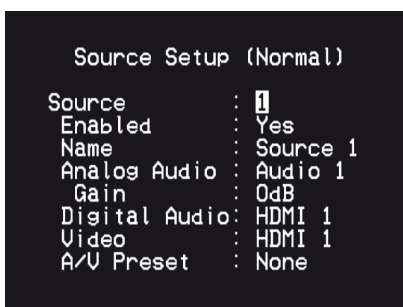 Source Setup (Normal)
Source : 1
Enabled : Yes
Name : Source 1
Analog Audio : Audio 1
Gain : 0dB
Digital Audio: HDMI 1
Video : HDMI 1
A/V Preset : None